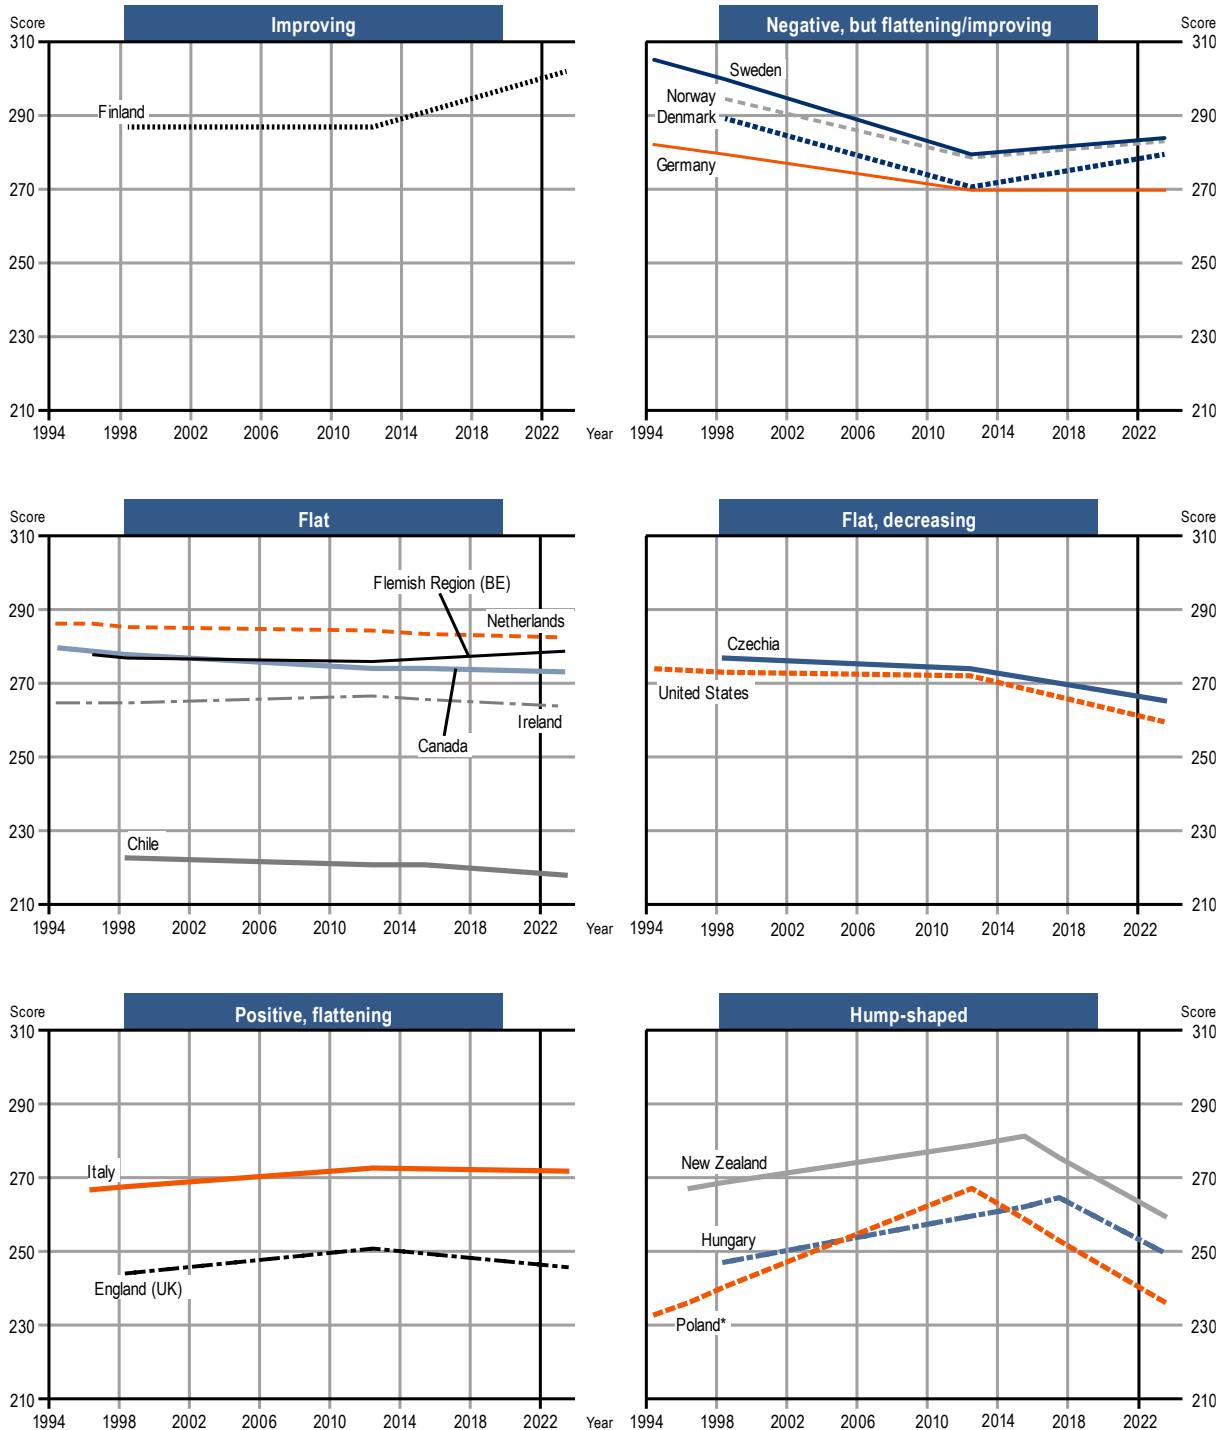 Improving
Score
310
290
270
250
230
210
Finland
1994 1998 2002 2006 2010 2014 2018 2022 Year
Negative, but flattening/improving
Score
310
290
270
250
230
210
Sweden
Norway
Denmark
Germany
1994 1998 2002 2006 2010 2014 2018 2022
Flat
Score
310
290
270
250
230
210
Flemish Region (BE)
Netherlands
Ireland
Canada
Chile
1994 1998 2002 2006 2010 2014 2018 2022 Year
Flat, decreasing
Score
310
290
270
250
230
210
Czechia
United States
1994 1998 2002 2006 2010 2014 2018 2022
Positive, flattening
Score
310
290
270
250
230
210
Italy
England (UK)
1994 1998 2002 2006 2010 2014 2018 2022 Year
Hump-shaped
Score
310
290
270
250
230
210
New Zealand
Hungary
Poland*
1994 1998 2002 2006 2010 2014 2018 2022